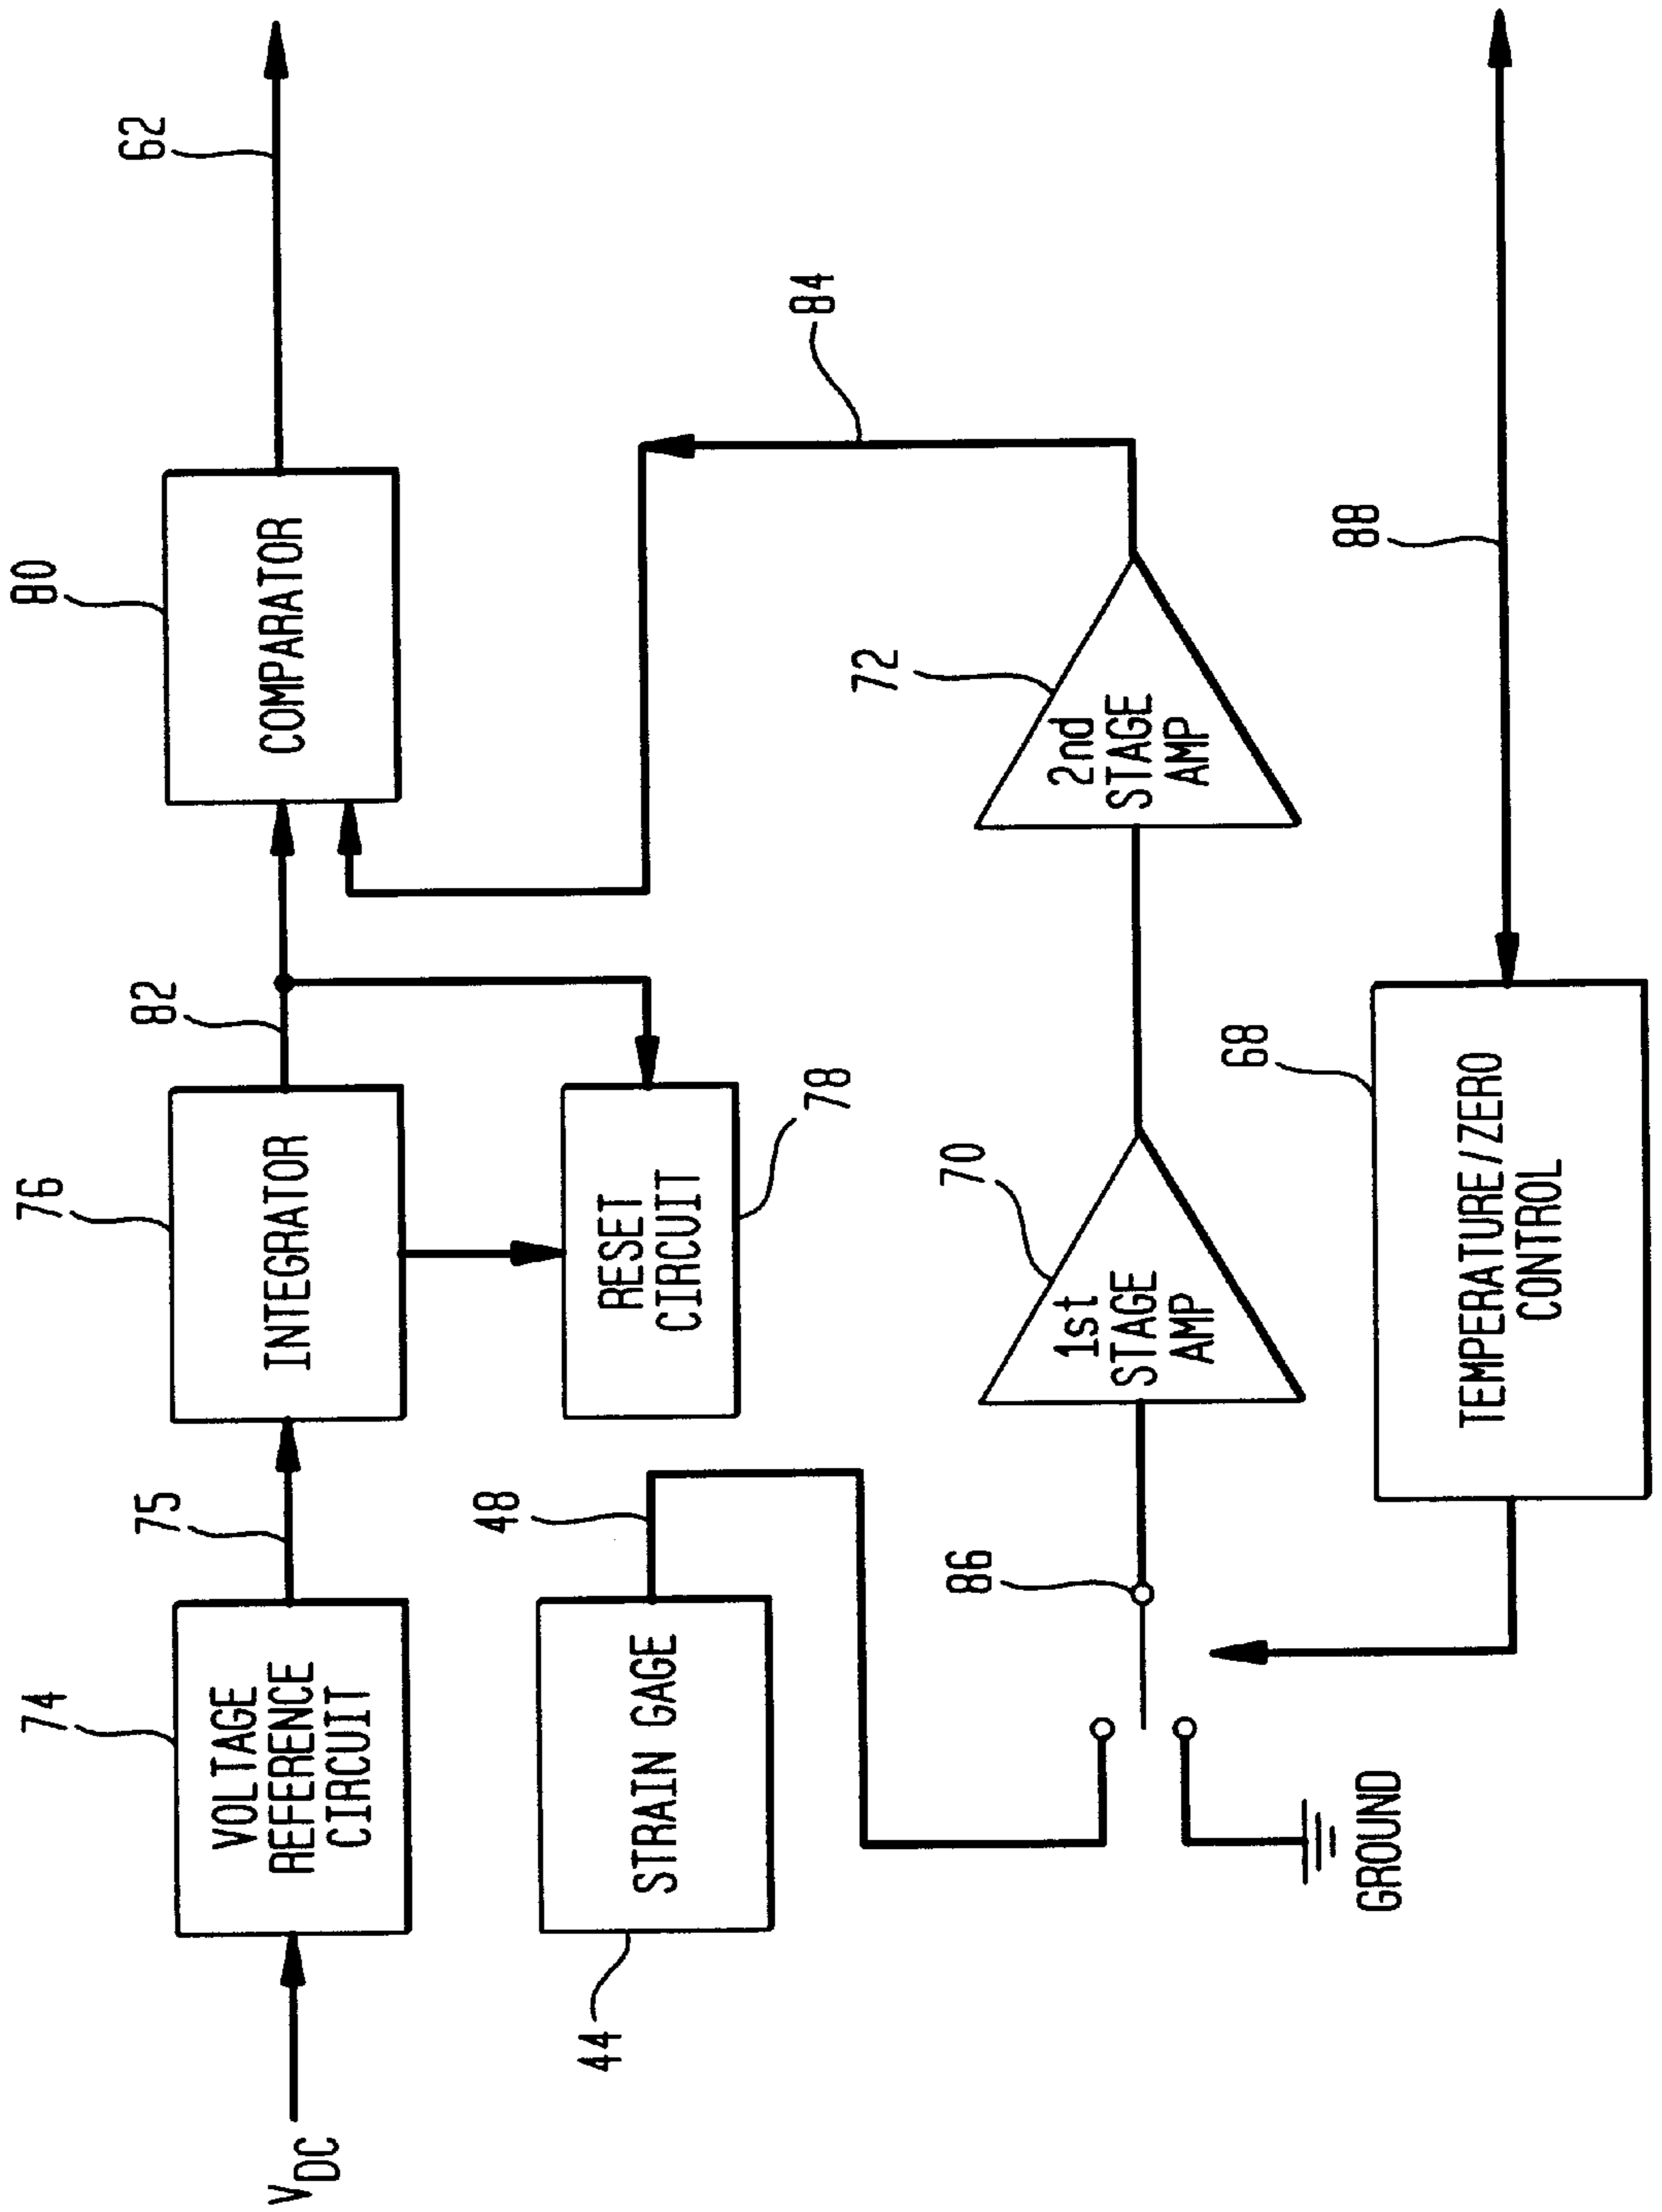 62
80
COMPARATOR
82
76
INTEGRATOR
75
74
VOLTAGE
REFERENCE
CIRCUIT
V DC
84
78
RESET
CIRCUIT
48
STRAIN GAGE
44
72
2nd
STAGE
AMP
70
1st
STAGE
AMP
86
GROUND
88
68
TEMPERATURE/ZERO
CONTROL